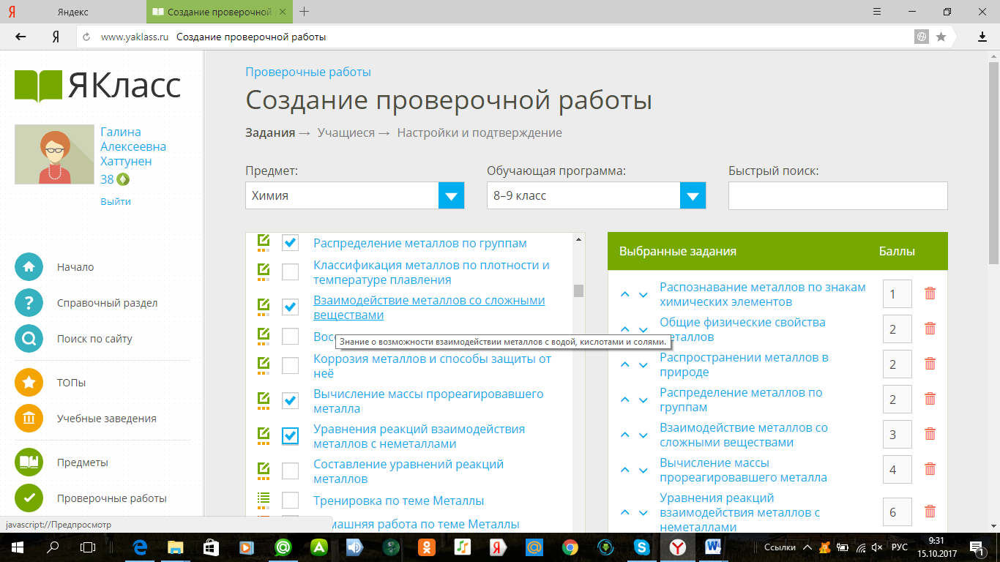 Яндекс
Создание проверочной
www.yaklass.ru Создание проверочной работы
ЯКласс
Галина
Алексеевна
Хаттунен
38
Выйти
Начало
Справочный раздел
Поиск по сайту
ТОПы
Учебные заведения
Предметы
Проверочные работы
javascript://Предпросмотр
Проверочные работы
Создание проверочной работы
Задания → Учащиеся → Настройки и подтверждение
Предмет:
Химия
Обучающая программа:
8–9 класс
Быстрый поиск:
Распределение металлов по группам
Классификация металлов по плотности и
температуре плавления
Взаимодействие металлов со сложными
веществами
Знание о возможности взаимодействии металлов с водой, кислотами и солями.
Коррозия металлов и способы защиты от
неё
Вычисление массы прореагировавшего
металла
Уравнения реакций взаимодействия
металлов с неметаллами
Составление уравнений реакций
металлов
Тренировка по теме Металлы
машняя работа по теме Металлы
Выбранные задания Баллы
Распознавание металлов по знакам
химических элементов
1
Общие физические свойства
еталлов
2
Распространении металлов в
природе
2
Распределение металлов по
группам
2
Взаимодействие металлов со
сложными веществами
3
Вычисление массы
прореагировавшего металла
4
Уравнения реакций
взаимодействия металлов с
неметаллами
6
Ссылки
РУС
9:31
15.10.2017
1